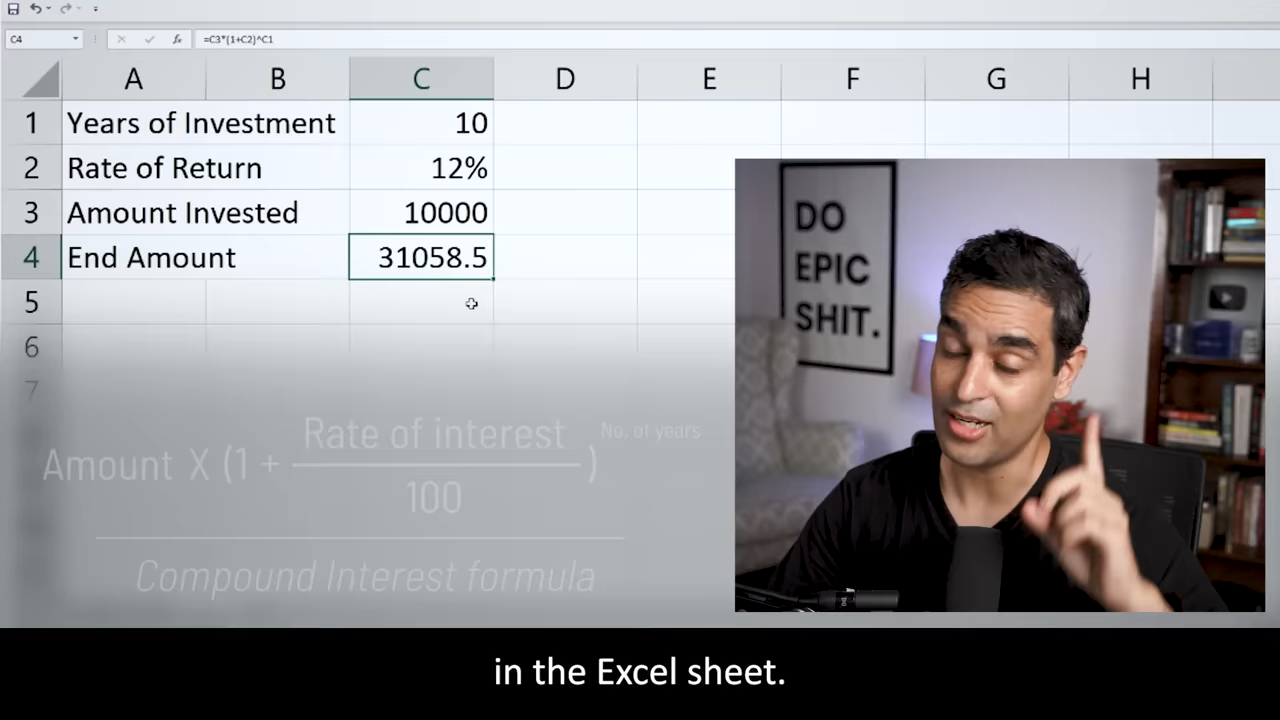 C4
fx
=C3*(1+C2)^C1
A B C D E F G H
1 Years of Investment 10
2 Rate of Return 12%
3 Amount Invested 10000
4 End Amount 31058.5
5
6
7
DO
EPIC
SHIT.
Rate of interest
No. of years
Amount X (1 + )
100
Compound Interest formula
in the Excel sheet.